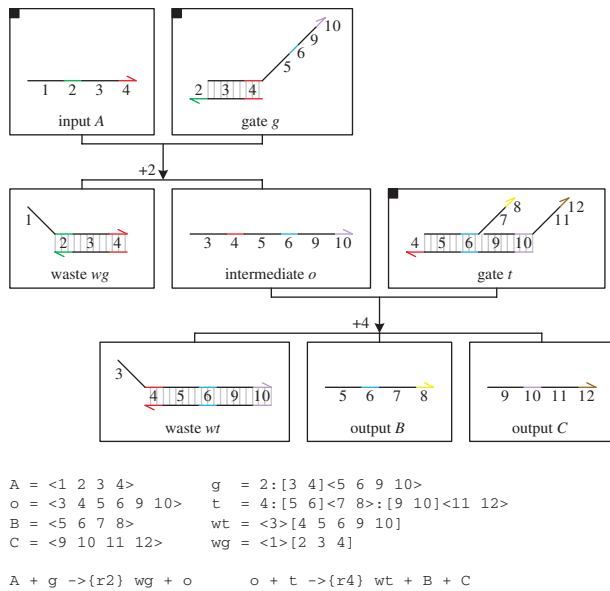 10
9
6
5
1 2 3 4
2 3 4
input A
gate g
+2
1
2 3 4
waste wg
3 4 5 6 9 10
intermediate o
8
7
12
11
4 5 6 9 10
gate t
+4
3
4 5 6 9 10
waste wt
5 6 7 8
output B
9 10 11 12
output C
A = <1 2 3 4> g = 2:[3 4]<5 6 9 10>
o = <3 4 5 6 9 10> t = 4:[5 6]<7 8>:[9 10]<11 12>
B = <5 6 7 8> wt = <3>[4 5 6 9 10]
C = <9 10 11 12> wg = <1>[2 3 4]
A + g ->{r2} wg + o o + t ->{r4} wt + B + C